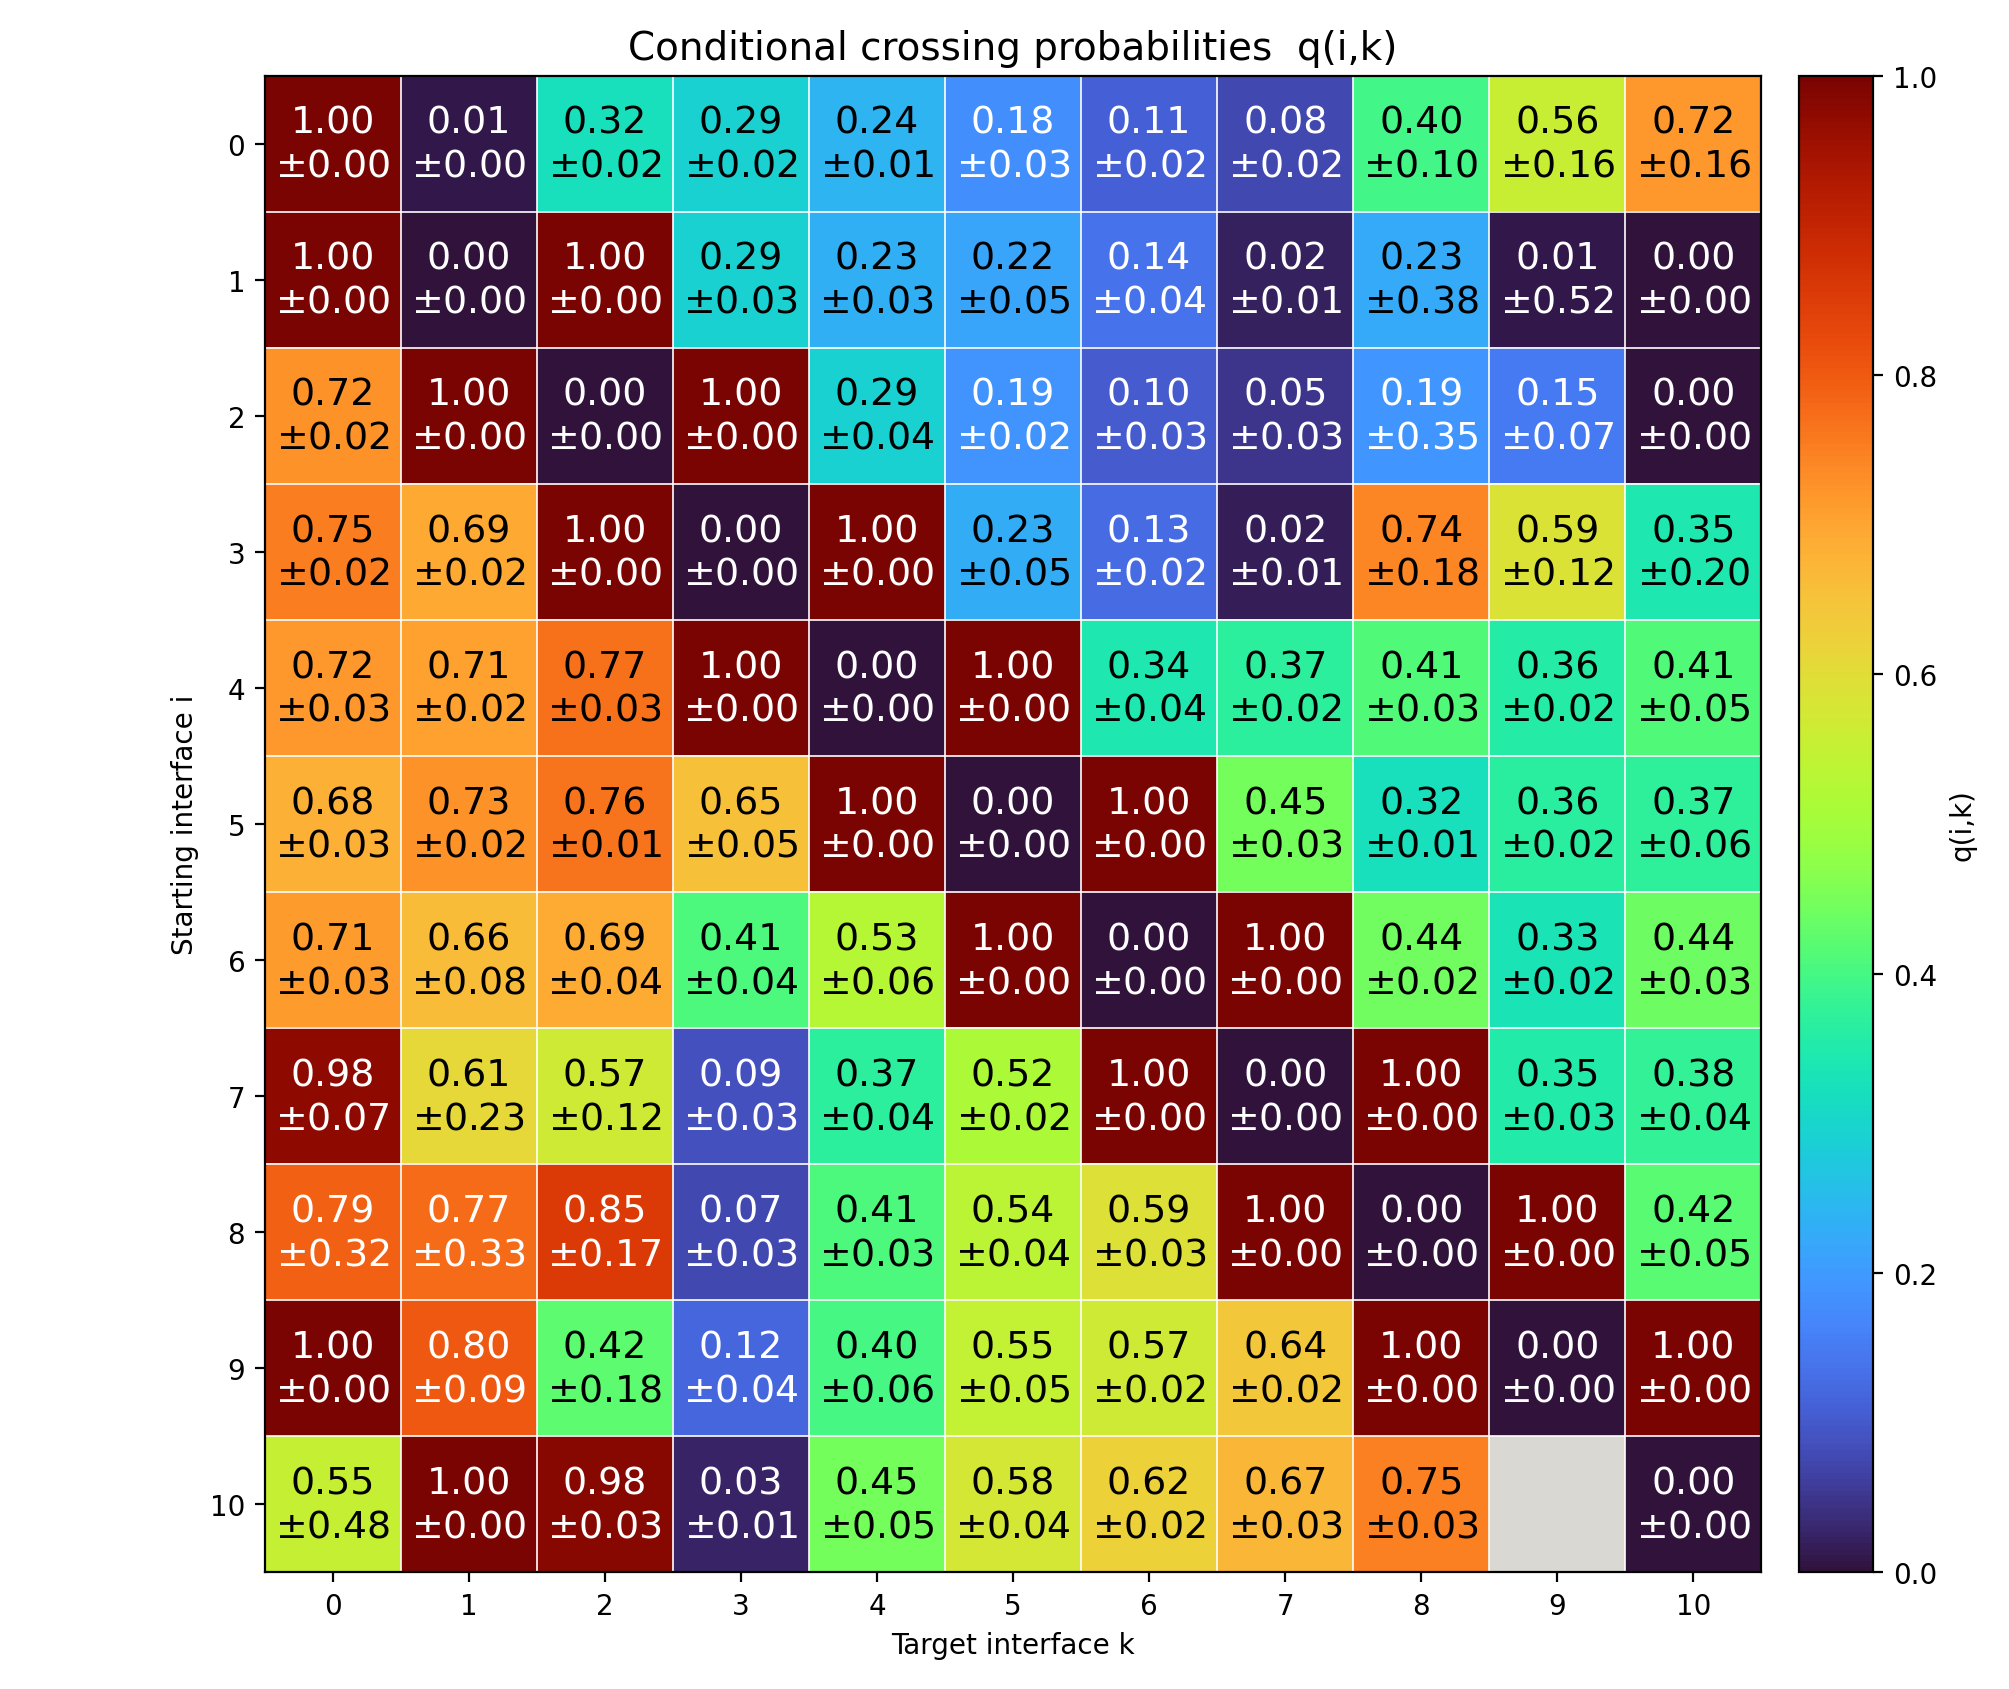 Conditional crossing probabilities  q(i,k)
1.00 0.01 0.32 0.29 0.24 0.18 0.11 0.08 0.40 0.56 0.72
0 ±0.00 ±0.00 ±0.02 ±0.02 ±0.01 ±0.03 ±0.02 ±0.02 ±0.10 ±0.16 ±0.16
1.00 0.00 1.00 0.29 0.23 0.22 0.14 0.02 0.23 0.01 0.00
1 ±0.00 ±0.00 ±0.00 ±0.03 ±0.03 ±0.05 ±0.04 ±0.01 ±0.38 ±0.52 ±0.00
0.72 1.00 0.00 1.00 0.29 0.19 0.10 0.05 0.19 0.15 0.00
2 ±0.02 ±0.00 ±0.00 ±0.00 ±0.04 ±0.02 ±0.03 ±0.03 ±0.35 ±0.07 ±0.00
0.75 0.69 1.00 0.00 1.00 0.23 0.13 0.02 0.74 0.59 0.35
3 ±0.02 ±0.02 ±0.00 ±0.00 ±0.00 ±0.05 ±0.02 ±0.01 ±0.18 ±0.12 ±0.20
0.72 0.71 0.77 1.00 0.00 1.00 0.34 0.37 0.41 0.36 0.41
4 ±0.03 ±0.02 ±0.03 ±0.00 ±0.00 ±0.00 ±0.04 ±0.02 ±0.03 ±0.02 ±0.05
0.68 0.73 0.76 0.65 1.00 0.00 1.00 0.45 0.32 0.36 0.37
5 ±0.03 ±0.02 ±0.01 ±0.05 ±0.00 ±0.00 ±0.00 ±0.03 ±0.01 ±0.02 ±0.06
0.71 0.66 0.69 0.41 0.53 1.00 0.00 1.00 0.44 0.33 0.44
6 ±0.03 ±0.08 ±0.04 ±0.04 ±0.06 ±0.00 ±0.00 ±0.00 ±0.02 ±0.02 ±0.03
0.98 0.61 0.57 0.09 0.37 0.52 1.00 0.00 1.00 0.35 0.38
7 ±0.07 ±0.23 ±0.12 ±0.03 ±0.04 ±0.02 ±0.00 ±0.00 ±0.00 ±0.03 ±0.04
0.79 0.77 0.85 0.07 0.41 0.54 0.59 1.00 0.00 1.00 0.42
8 ±0.32 ±0.33 ±0.17 ±0.03 ±0.03 ±0.04 ±0.03 ±0.00 ±0.00 ±0.00 ±0.05
1.00 0.80 0.42 0.12 0.40 0.55 0.57 0.64 1.00 0.00 1.00
9 ±0.00 ±0.09 ±0.18 ±0.04 ±0.06 ±0.05 ±0.02 ±0.02 ±0.00 ±0.00 ±0.00
0.55 1.00 0.98 0.03 0.45 0.58 0.62 0.67 0.75 0.00
10 ±0.48 ±0.00 ±0.03 ±0.01 ±0.05 ±0.04 ±0.02 ±0.03 ±0.03 ±0.00
0 1 2 3 4 5 6 7 8 9 10
Target interface k
Starting interface i
1.0
0.8
0.6
0.4
0.2
0.0
q(i,k)